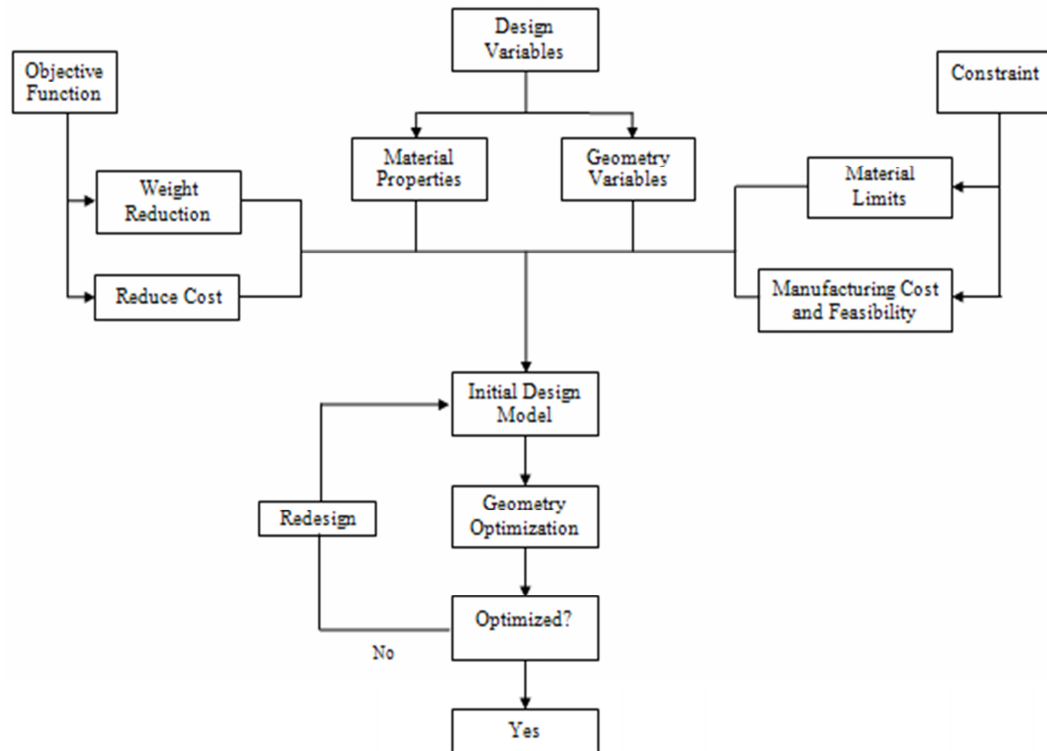 Design
Variables
Objective
Function
Constraint
Material
Properties
Geometry
Variables
Weight
Reduction
Material
Limits
Reduce Cost
Manufacturing Cost
and Feasibility
Initial Design
Model
Redesign
Geometry
Optimization
Optimized?
No
Yes